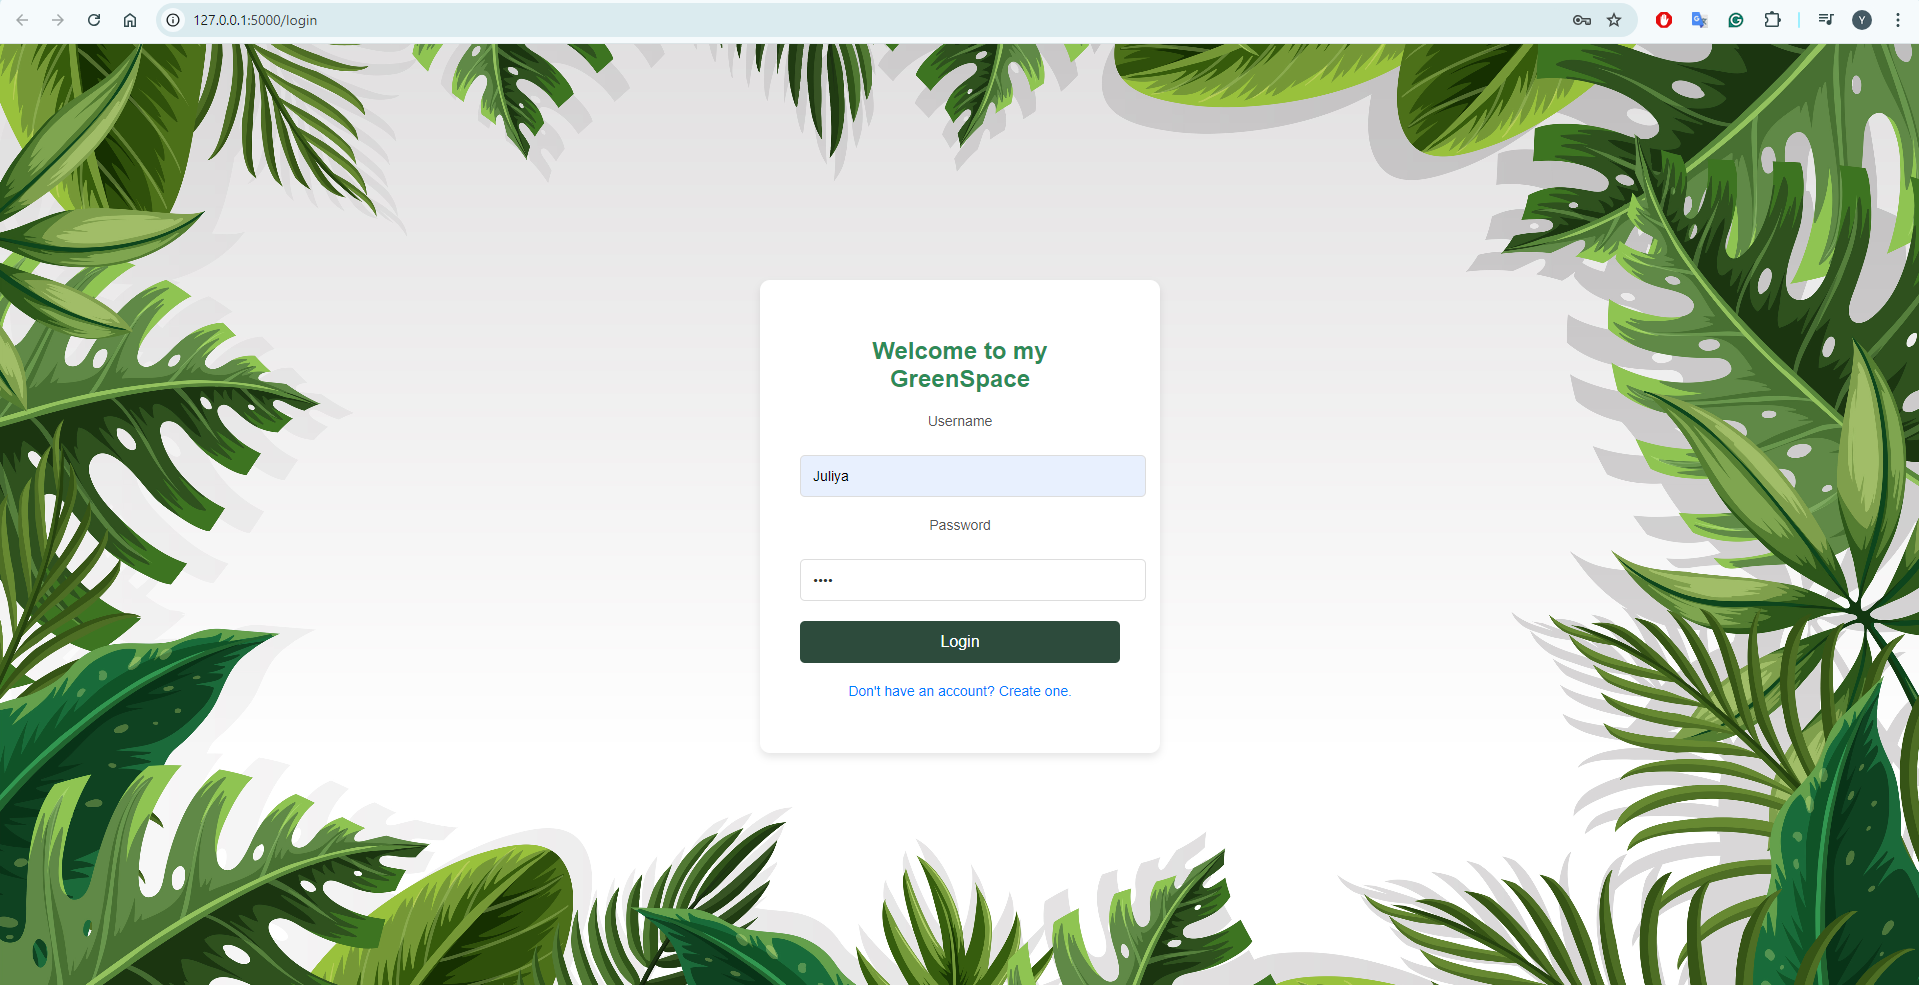 127.0.0.1:5000/login
Y
Welcome to my
GreenSpace
Username
Juliya
Password
••••
Login
Don't have an account? Create one.